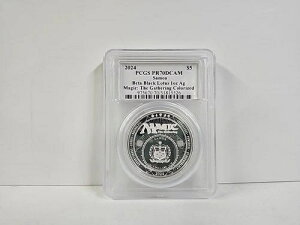 2024 $5
PCGS PR70DCAM
Samoa
Beta Black Lotus 1oz Ag
Magic: The Gathering Colorized
MAGIC